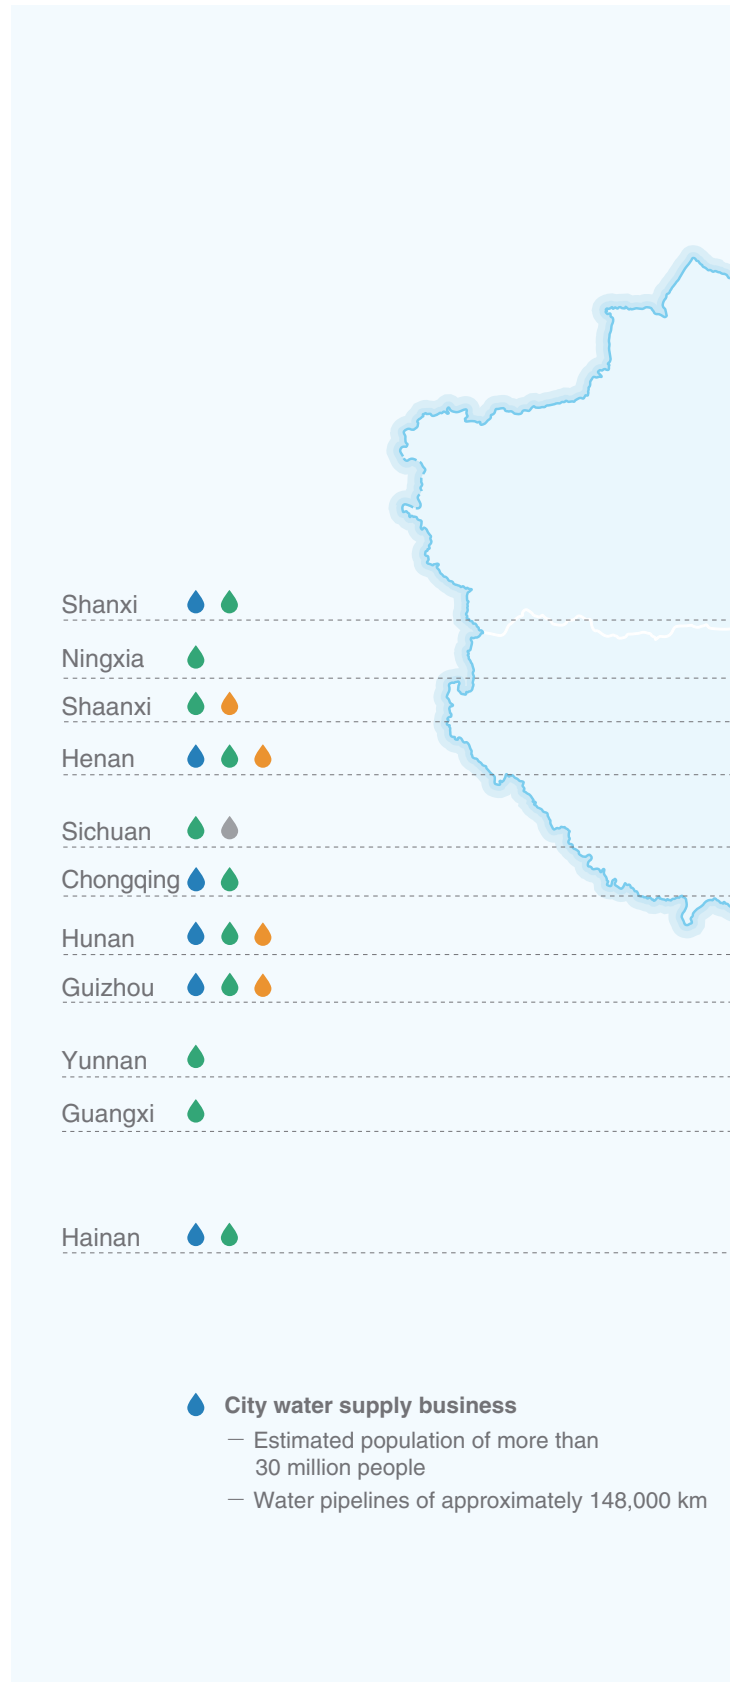 Shanxi
Ningxia
Shaanxi
Henan
Sichuan
Chongqing
Hunan
Guizhou
Yunnan
Guangxi
Hainan
City water supply business
— Estimated population of more than
30 million people
— Water pipelines of approximately 148,000 km